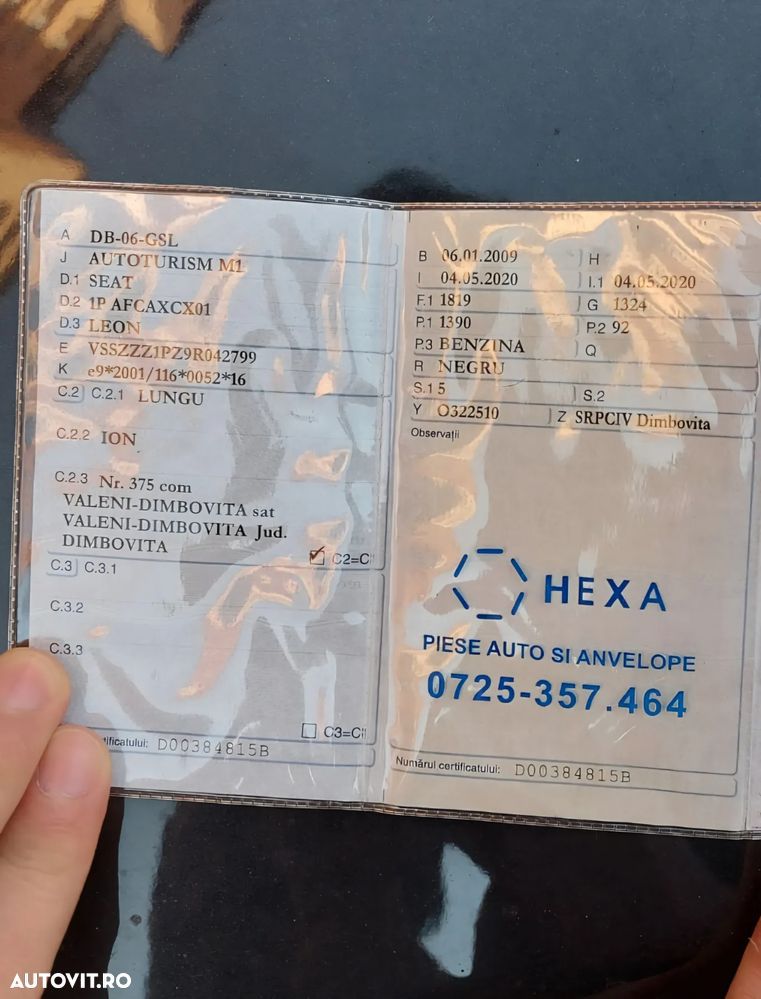 A DB-06-GSL
J AUTOTURISM M1
D.1 SEAT
D.2 1P AFCAXCX01
D.3 LEON
E VSSZZZ1PZ9R042799
K e9*2001/116*0052*16
C.2 C.2.1 LUNGU
C.2.2 ION
C.2.3 Nr. 375 com
VALENI-DIMBOVITA sat
VALENI-DIMBOVITA Jud.
DIMBOVITA
C2=C
C.3 C.3.1
C.3.2
C.3.3
C3=C
tificatului: D00384815B
B 06.01.2009 H
I 04.05.2020 I.1 04.05.2020
F.1 1819 G 1324
P.1 1390 P.2 92
P.3 BENZINA Q
R NEGRU
S.1 5 S.2
Y O322510 Z SRPCIV Dimbovita
Observații
HEXA
PIESE AUTO SI ANVELOPE
0725-357.464
Numărul certificatului: D00384815B
AUTOVIT.RO